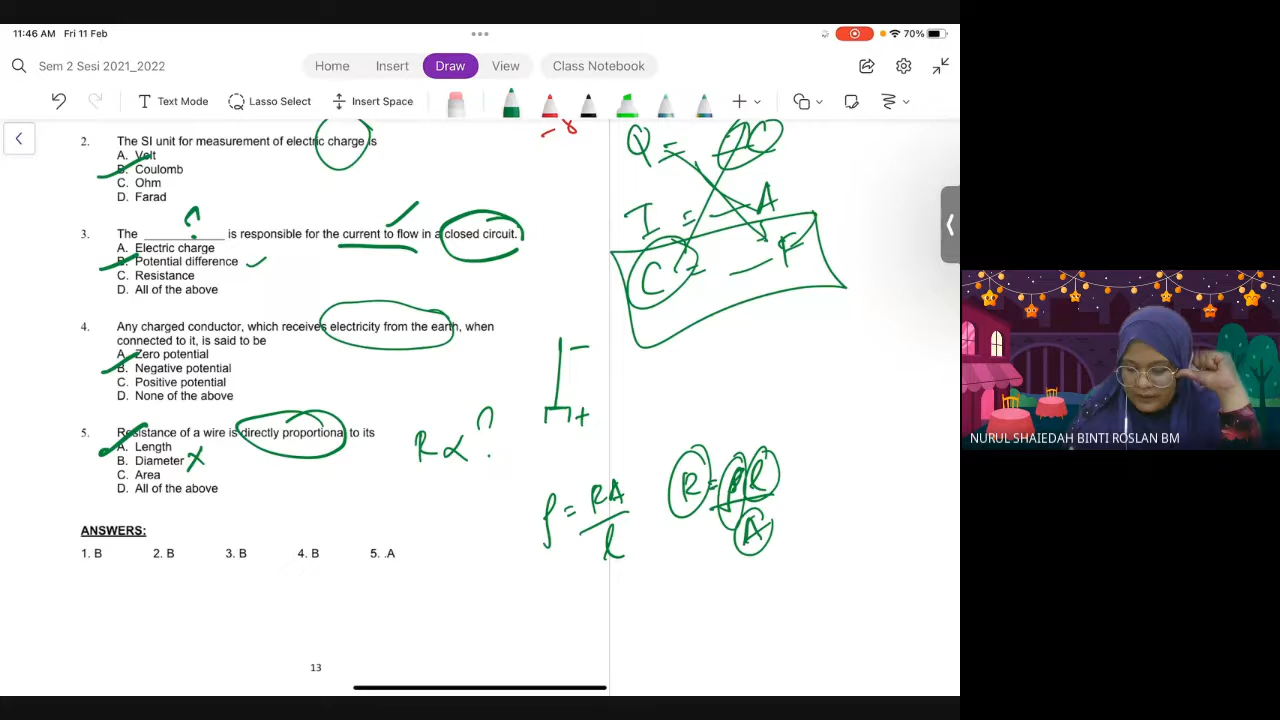 11:46 AM Fri 11 Feb
70%
Sem 2 Sesi 2021_2022
Home Insert Draw View Class Notebook
Text Mode Lasso Select Insert Space
2. The SI unit for measurement of electric charge is
A. Volt
B. Coulomb
C. Ohm
D. Farad
3. The ____________ is responsible for the current to flow in a closed circuit.
?
A. Electric charge
B. Potential difference
C. Resistance
D. All of the above
4. Any charged conductor, which receives electricity from the earth, when
connected to it, is said to be
A. Zero potential
B. Negative potential
C. Positive potential
D. None of the above
5. Resistance of a wire is directly proportional to its
A. Length
B. Diameter
C. Area
D. All of the above
ANSWERS:
1. B 2. B 3. B 4. B 5. .A
13
Q =
I = — A
C = — F
R ∝ ?
ρ = RA / l
R = ρl / A
NURUL SHAIEDAH BINTI ROSLAN BM